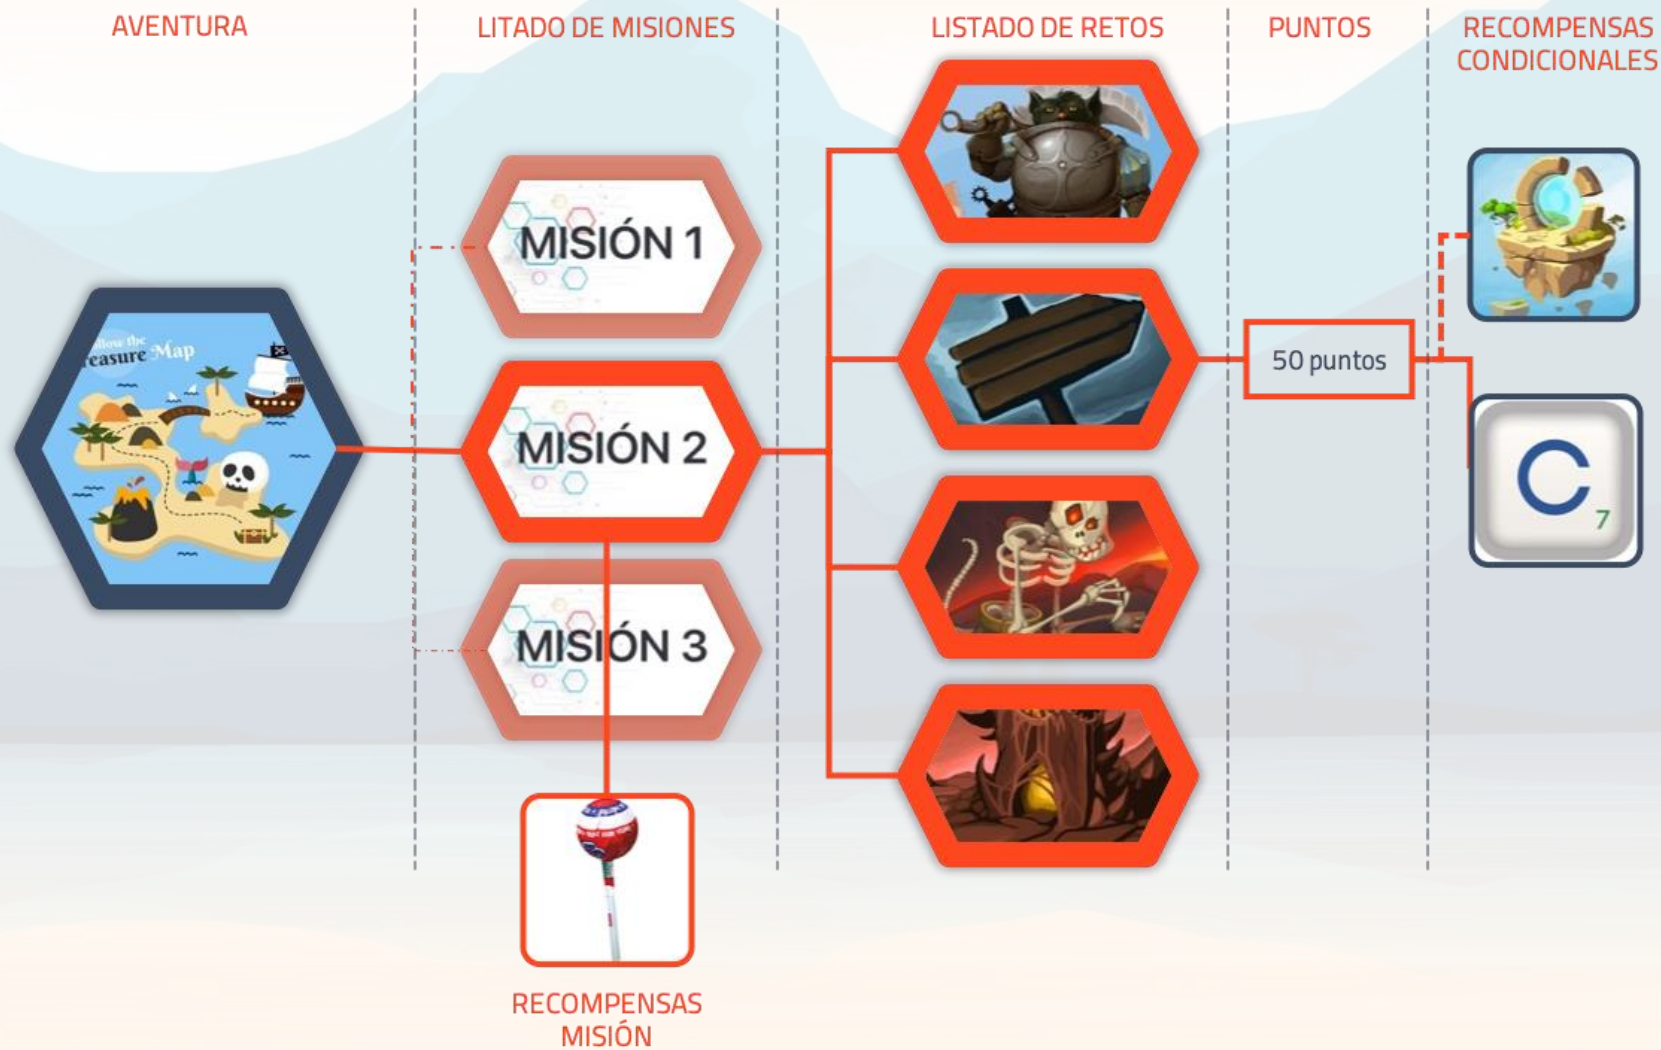 AVENTURA
LITADO DE MISIONES
LISTADO DE RETOS
PUNTOS
RECOMPENSAS
CONDICIONALES
MISIÓN 1
MISIÓN 2
MISIÓN 3
the
Map
50 puntos
C
7
RECOMPENSAS
MISIÓN